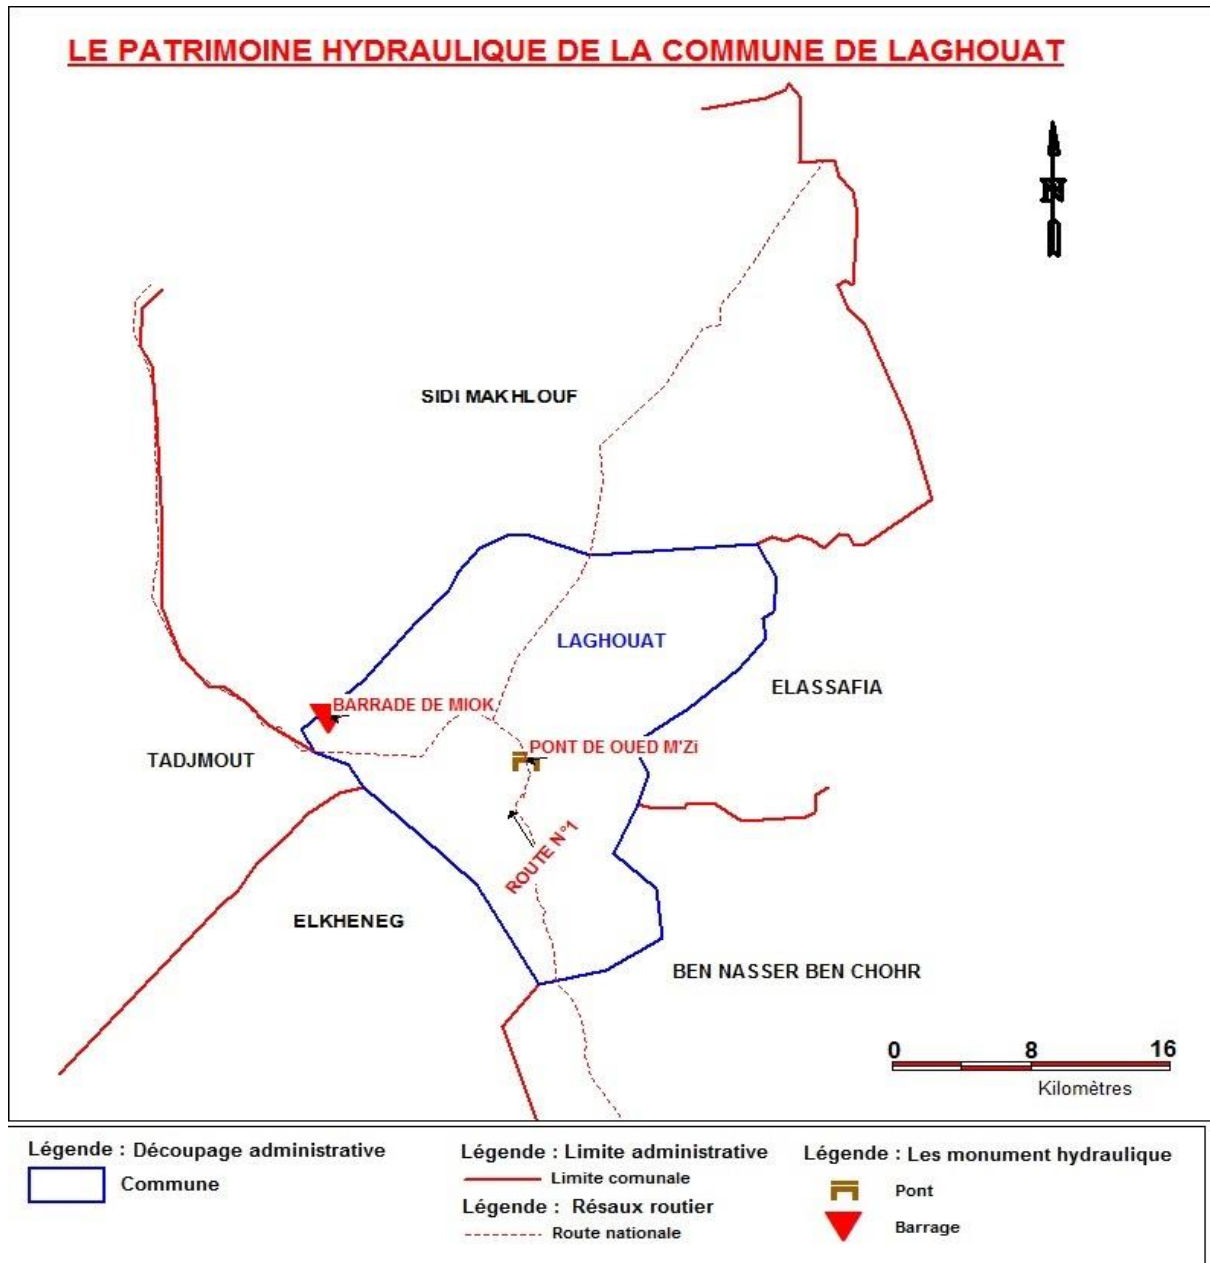 LE PATRIMOINE HYDRAULIQUE DE LA COMMUNE DE LAGHOUAT
N
SIDI MAKHLOUF
LAGHOUAT
ELASSAFIA
BARRADE DE MIOK
PONT DE OUED M'Zi
TADJMOUT
ROUTE N°1
ELKHENEG
BEN NASSER BEN CHOHR
0 8 16
Kilomètres
Légende : Découpage administrative
Commune
Légende : Limite administrative
Limite comunale
Légende : Résaux routier
Route nationale
Légende : Les monument hydraulique
Pont
Barrage